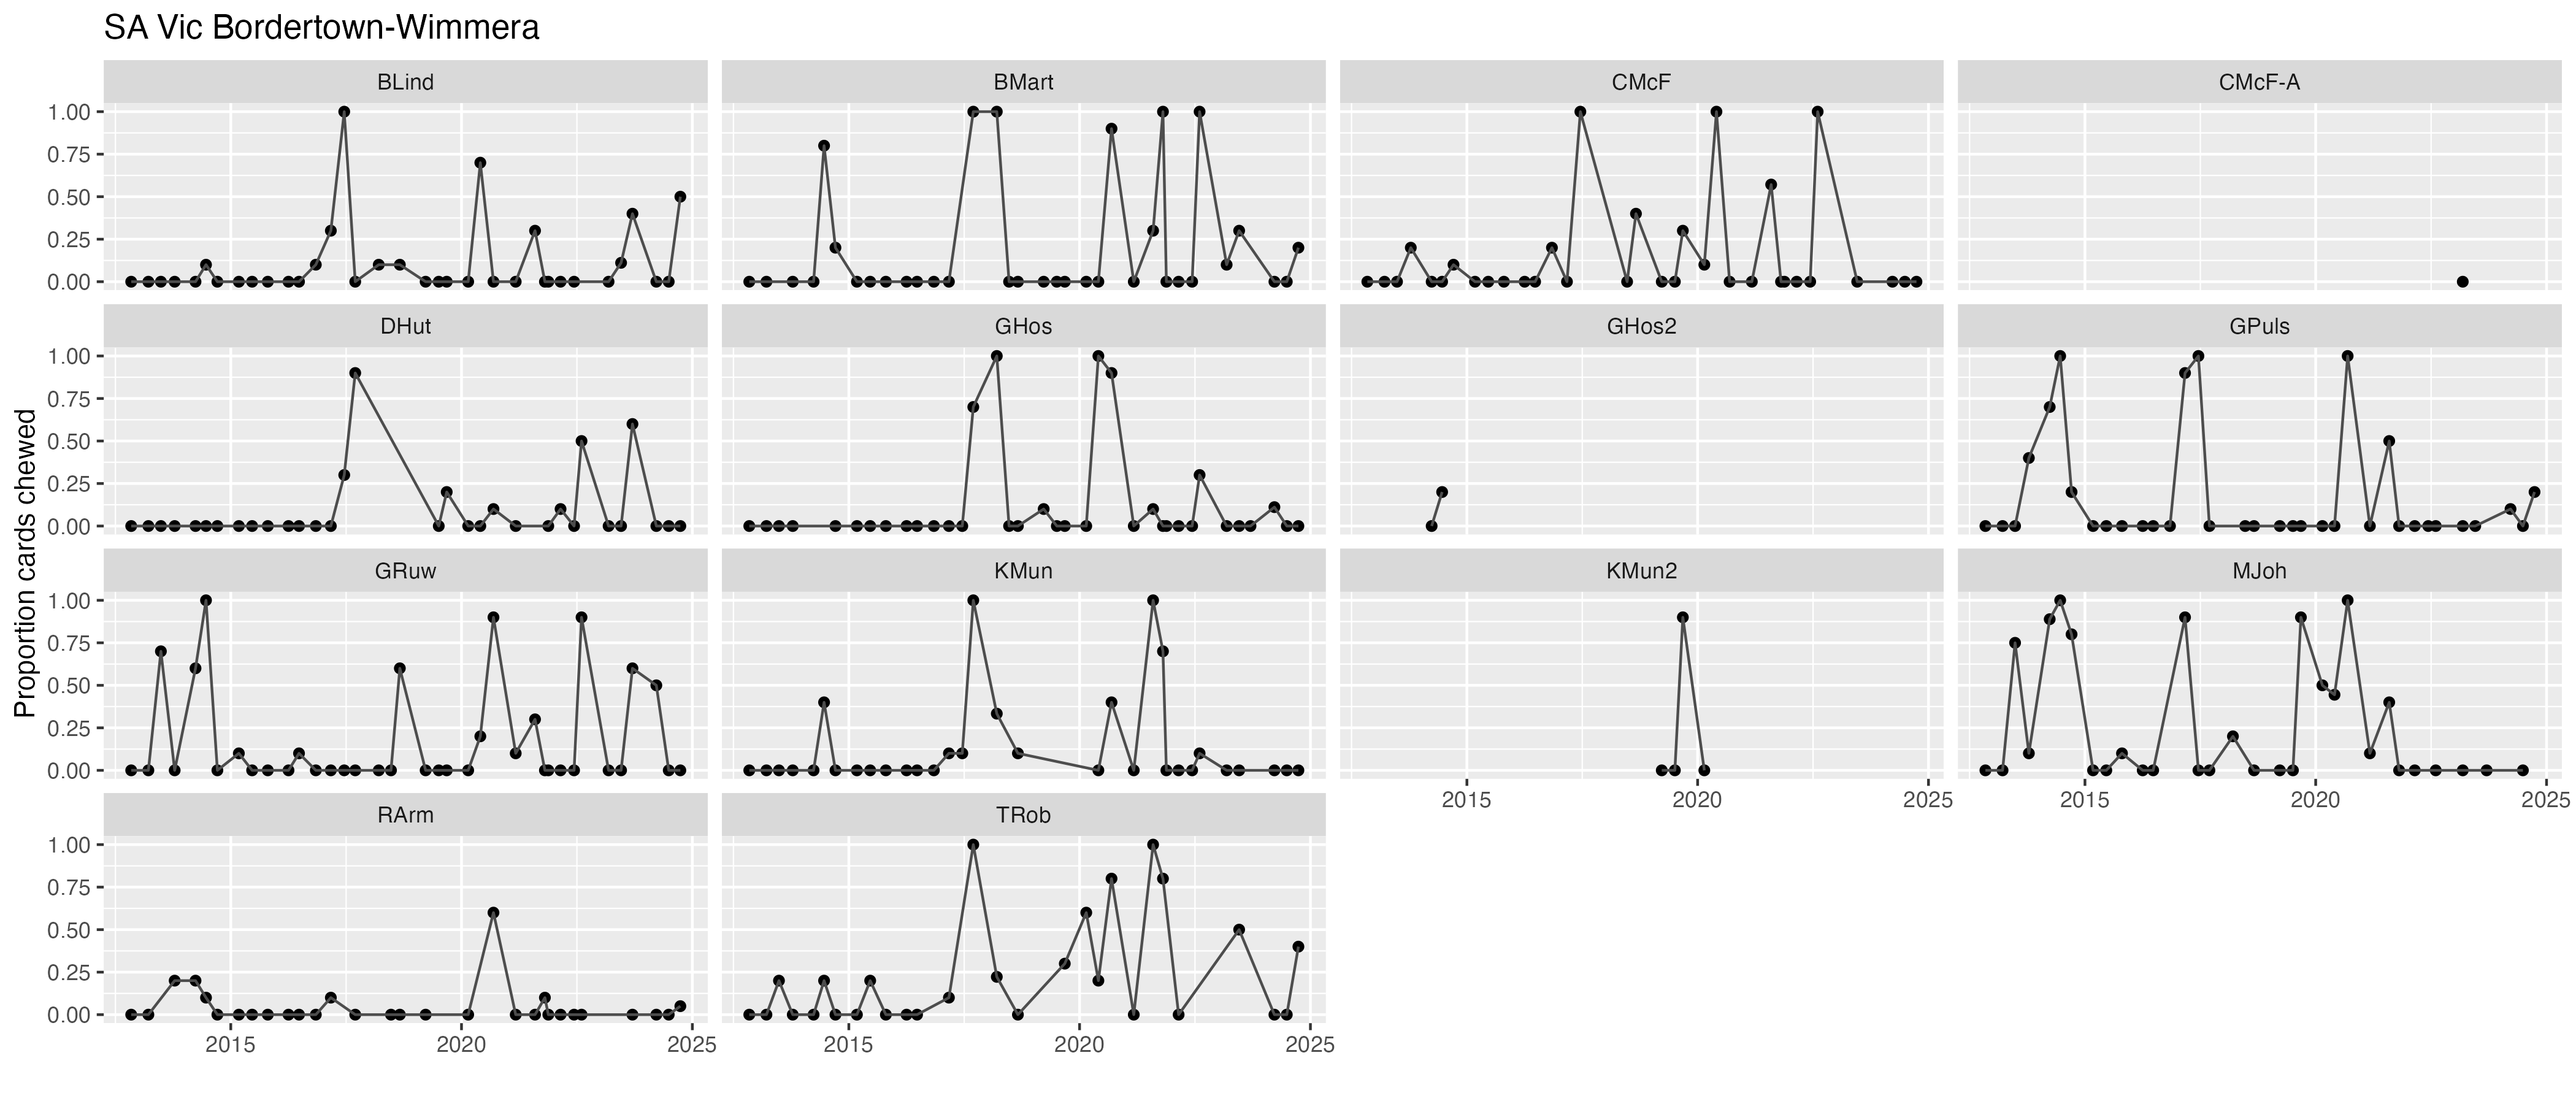 SA Vic Bordertown-Wimmera
BLind BMart CMcF CMcF-A
1.00
0.75
0.50
0.25
0.00
DHut GHos GHos2 GPuls
1.00
0.75
0.50
0.25
0.00
Proportion cards chewed
GRuw KMun KMun2 MJoh
1.00
0.75
0.50
0.25
0.00
2015 2020 2025 2015 2020 2025
RArm TRob
1.00
0.75
0.50
0.25
0.00
2015 2020 2025 2015 2020 2025